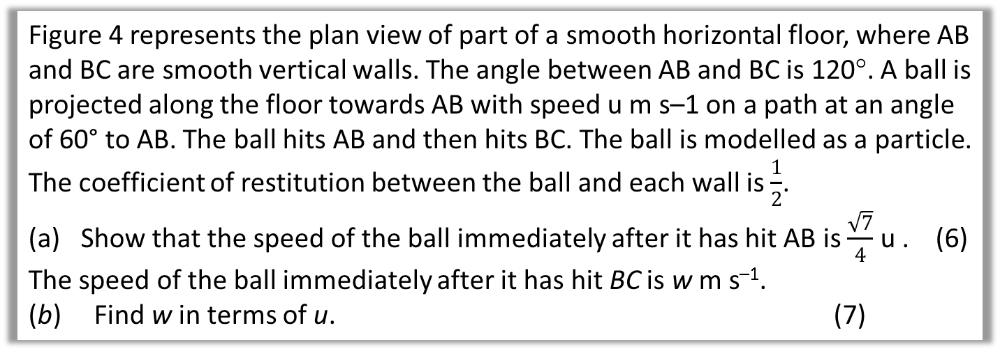 Figure 4 represents the plan view of part of a smooth horizontal floor, where AB
and BC are smooth vertical walls. The angle between AB and BC is 120°. A ball is
projected along the floor towards AB with speed u m s–1 on a path at an angle
of 60° to AB. The ball hits AB and then hits BC. The ball is modelled as a particle.
The coefficient of restitution between the ball and each wall is 1/2.
(a) Show that the speed of the ball immediately after it has hit AB is √7/4 u . (6)
The speed of the ball immediately after it has hit BC is w m s⁻¹.
(b) Find w in terms of u. (7)